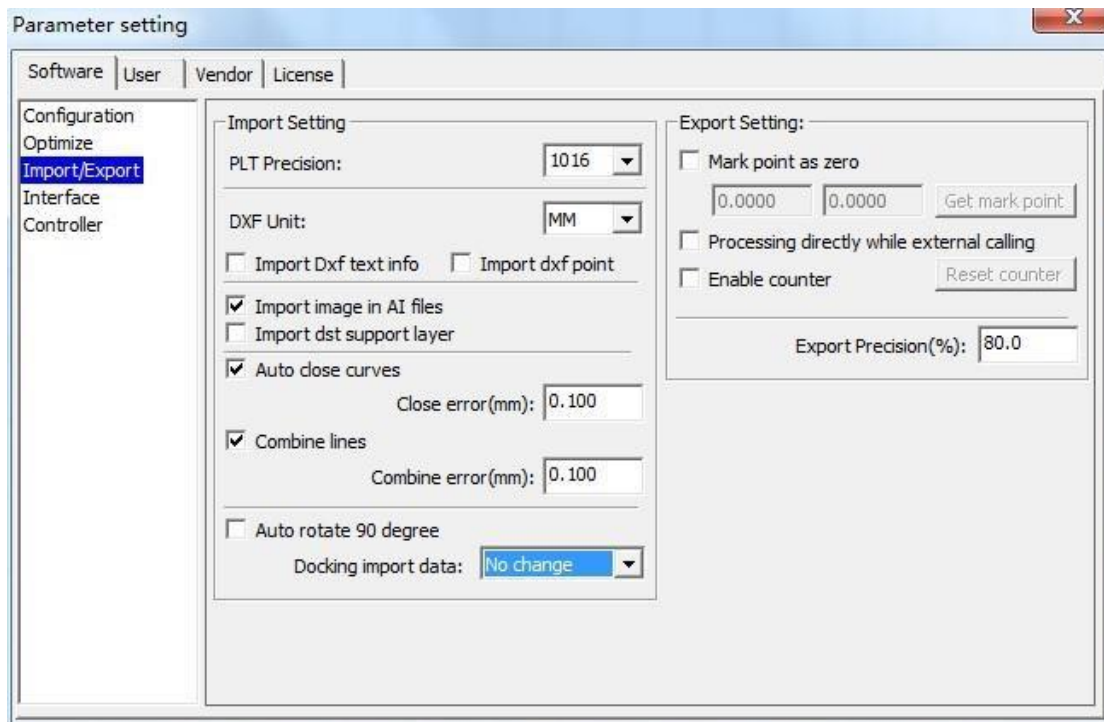 Parameter setting
Software User Vendor License
Configuration
Optimize
Import/Export
Interface
Controller
Import Setting
PLT Precision: 1016
DXF Unit: MM
Import Dxf text info Import dxf point
Import image in AI files
Import dst support layer
Auto close curves
Close error(mm): 0.100
Combine lines
Combine error(mm): 0.100
Auto rotate 90 degree
Docking import data: No change
Export Setting:
Mark point as zero
0.0000 0.0000 Get mark point
Processing directly while external calling
Enable counter Reset counter
Export Precision(%): 80.0